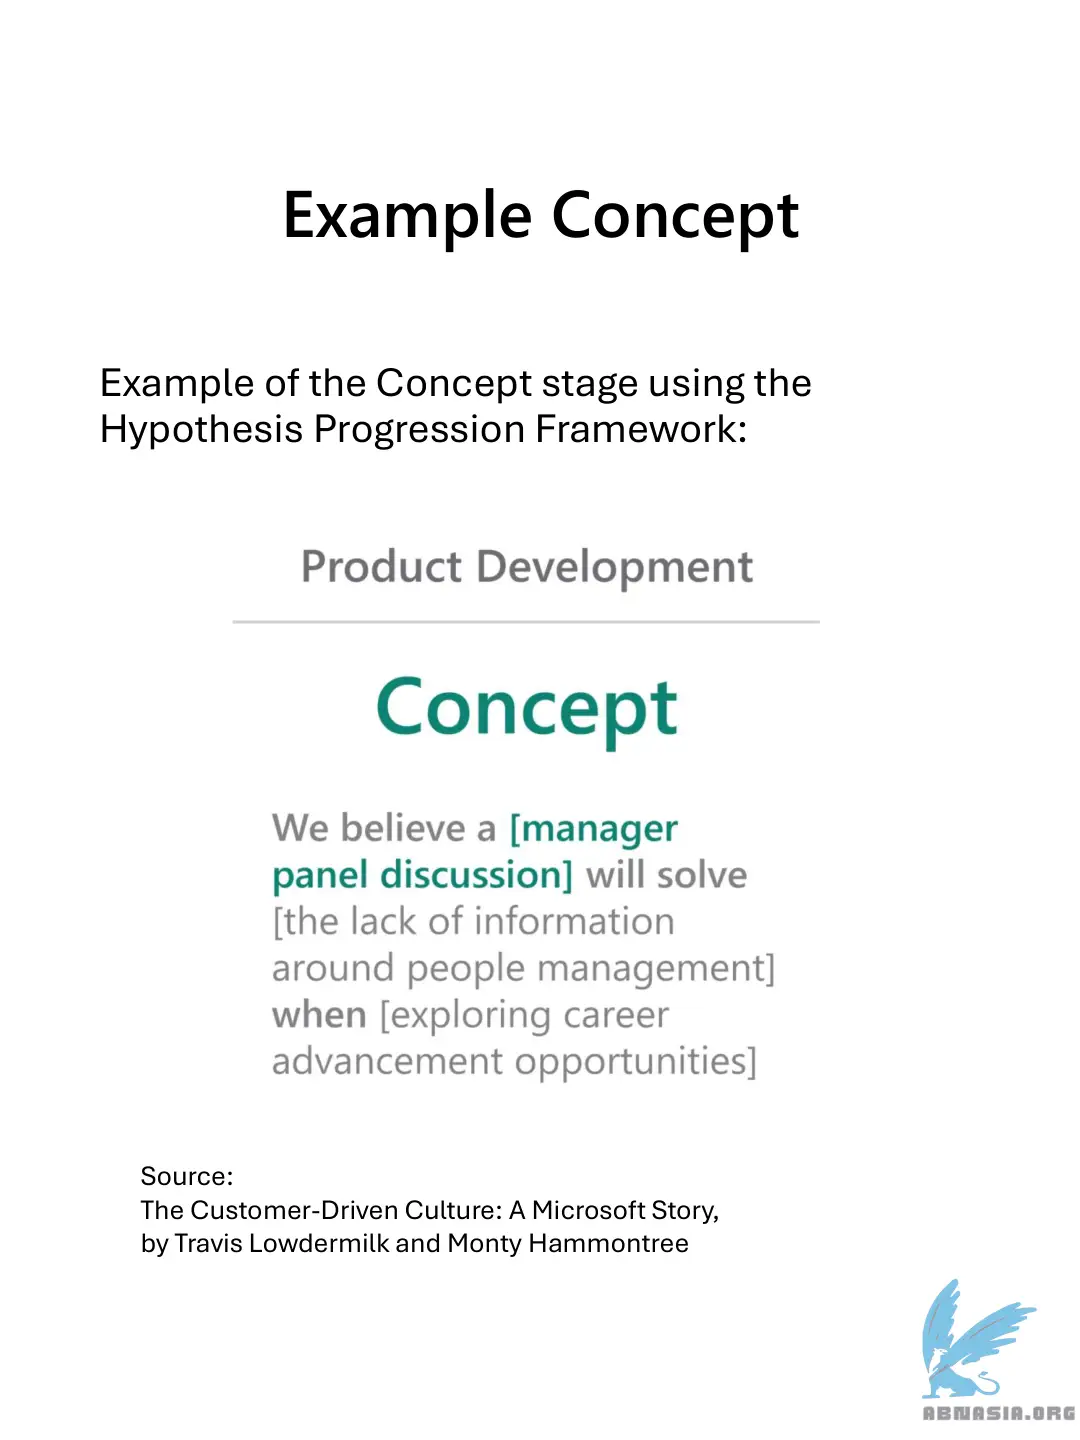 Example Concept
Example of the Concept stage using the
Hypothesis Progression Framework:
Product Development
Concept
We believe a [manager
panel discussion] will solve
[the lack of information
around people management]
when [exploring career
advancement opportunities]
Source:
The Customer-Driven Culture: A Microsoft Story,
by Travis Lowdermilk and Monty Hammontree
ABNASIA.ORG